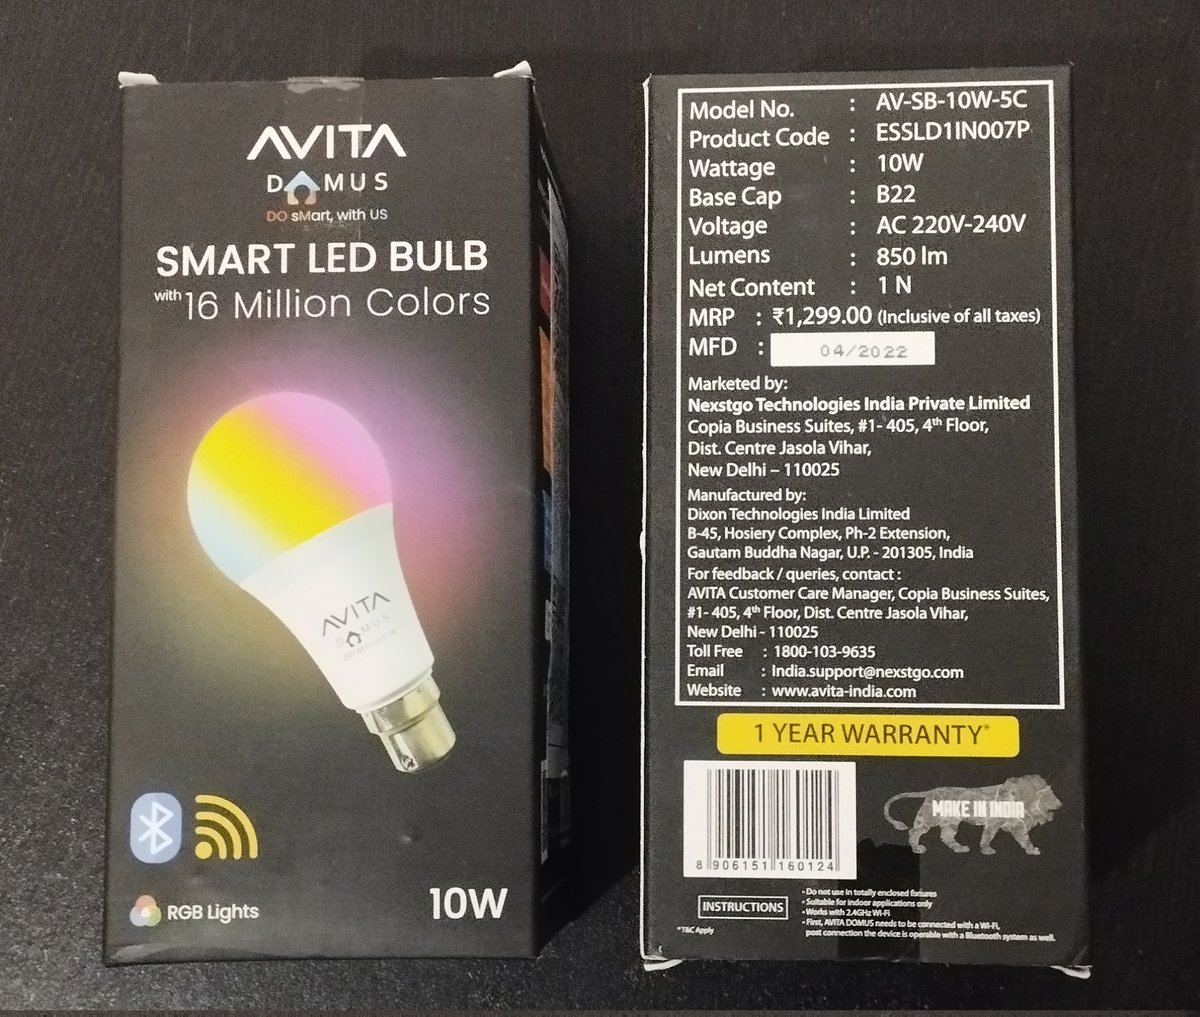 AVITA
DOMUS
DO sMart, with US
SMART LED BULB
with 16 Million Colors
AVITA
DOMUS
RGB Lights
10W
Model No. : AV-SB-10W-5C
Product Code : ESSLD1IN007P
Wattage : 10W
Base Cap : B22
Voltage : AC 220V-240V
Lumens : 850 lm
Net Content : 1 N
MRP : ₹1,299.00 (Inclusive of all taxes)
MFD : 04/2022
Marketed by:
Nexstgo Technologies India Private Limited
Copia Business Suites, #1- 405, 4th Floor,
Dist. Centre Jasola Vihar,
New Delhi – 110025
Manufactured by:
Dixon Technologies India Limited
B-45, Hosiery Complex, Ph-2 Extension,
Gautam Buddha Nagar, U.P. - 201305, India
For feedback / queries, contact :
AVITA Customer Care Manager, Copia Business Suites,
#1- 405, 4th Floor, Dist. Centre Jasola Vihar,
New Delhi - 110025
Toll Free : 1800-103-9635
Email : India.support@nexstgo.com
Website : www.avita-india.com
1 YEAR WARRANTY*
MAKE IN INDIA
8 906151 160124
INSTRUCTIONS
• Do not use in totally enclosed fixtures
• Suitable for indoor applications only
• Works with 2.4GHz Wi-Fi
• First, AVITA DOMUS needs to be connected with a Wi-Fi,
post connection the device is operable with a Bluetooth system as well.
*T&C Apply